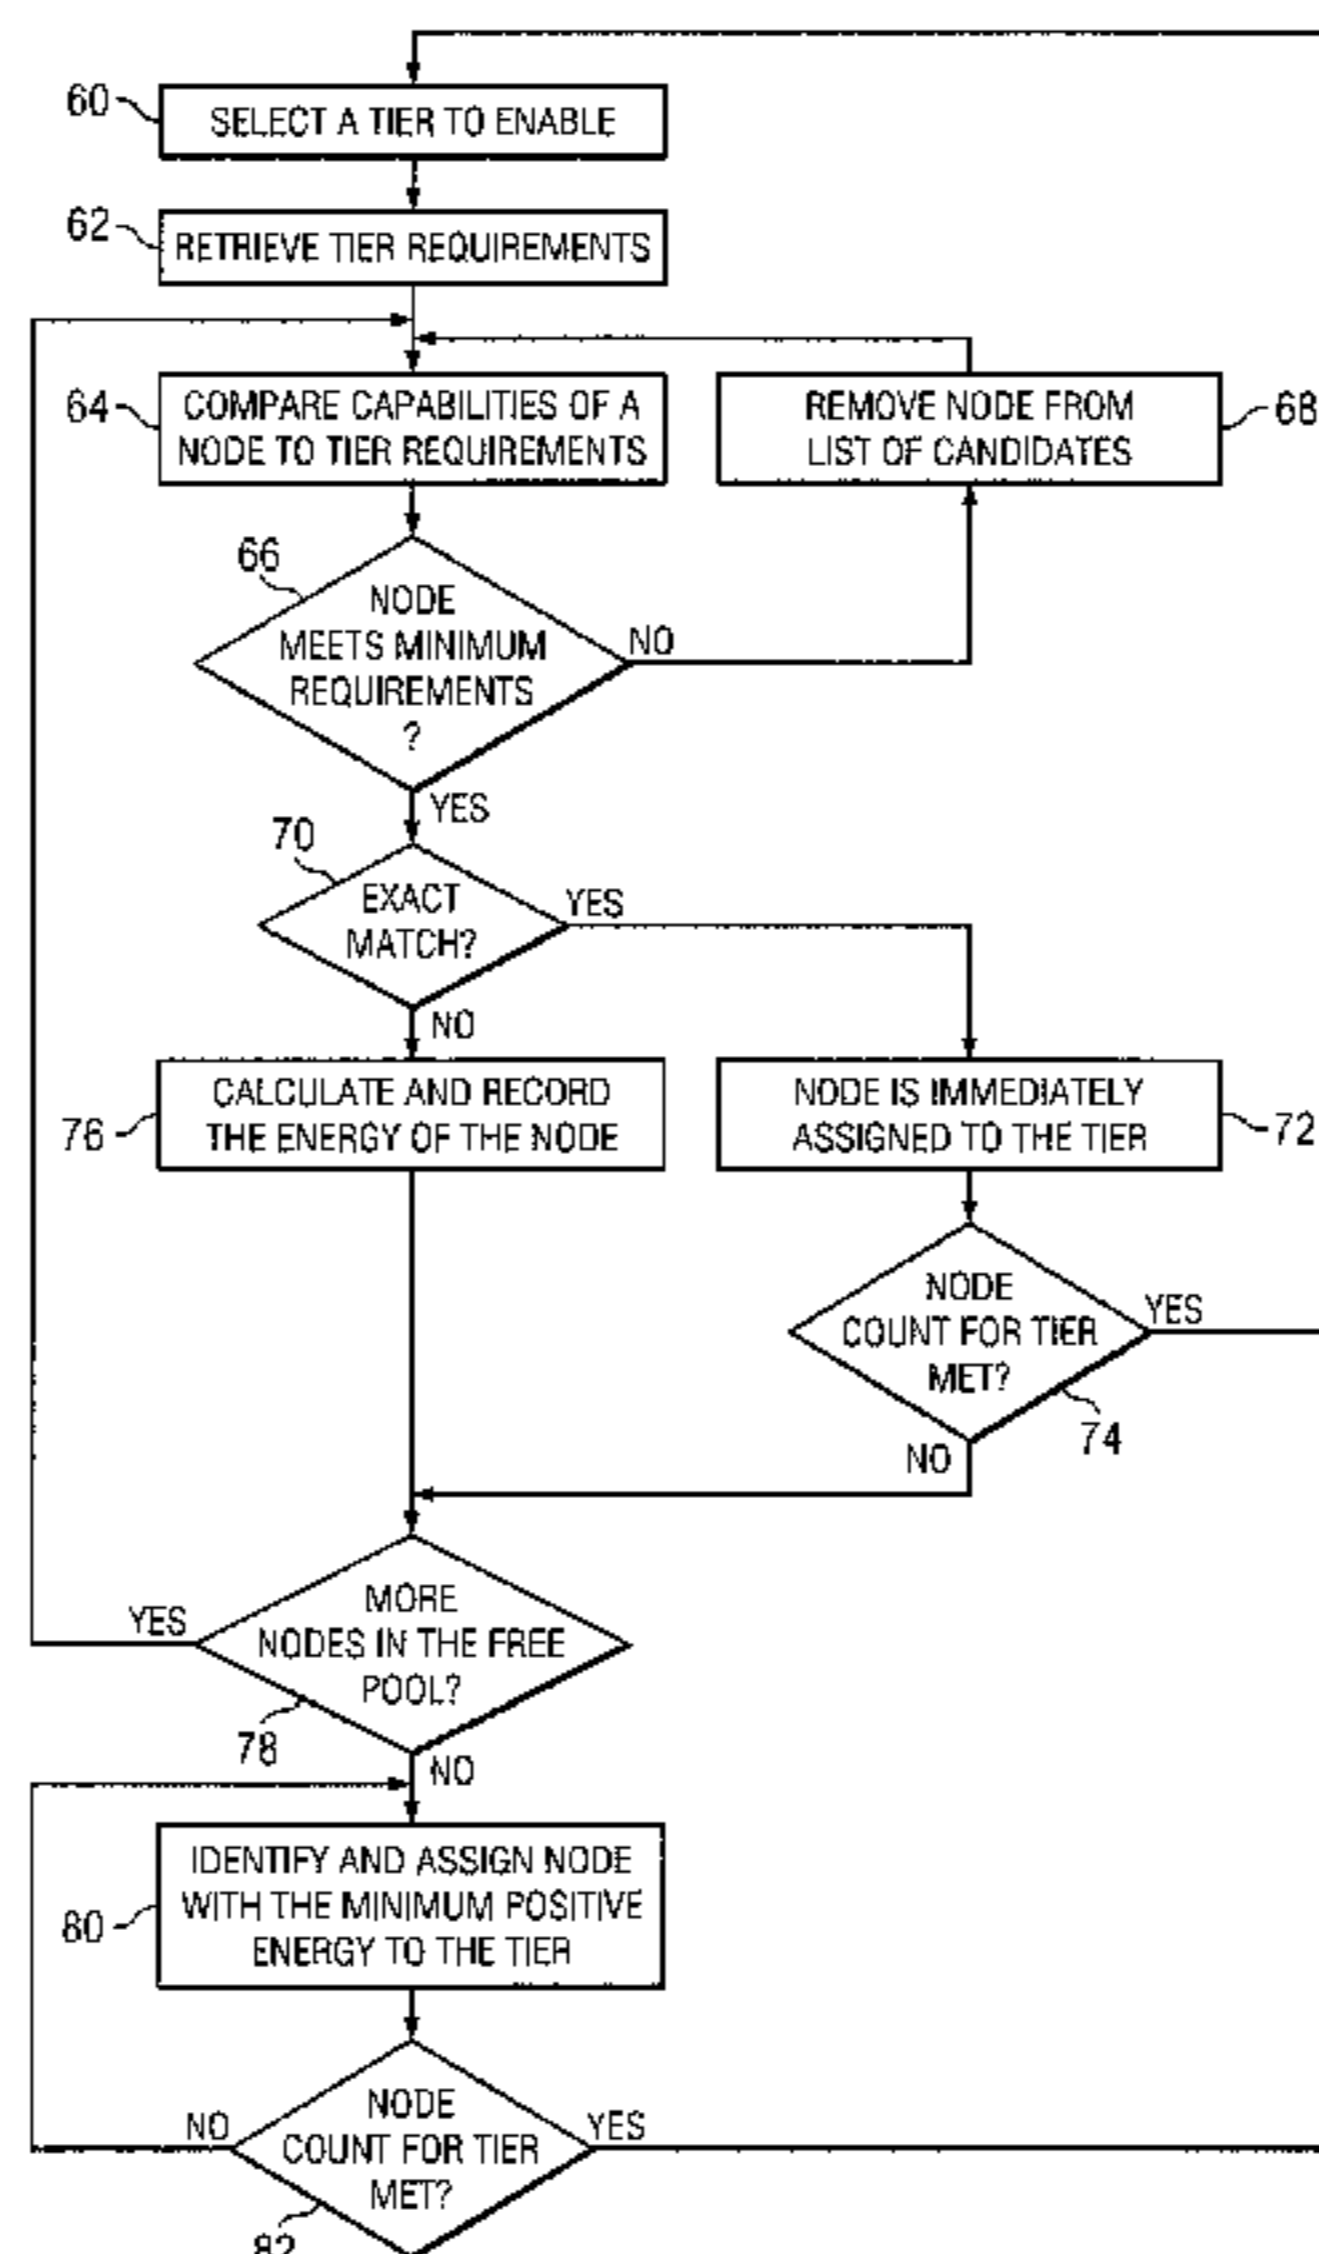 60
SELECT A TIER TO ENABLE
62
RETRIEVE TIER REQUIREMENTS
64
COMPARE CAPABILITIES OF A
NODE TO TIER REQUIREMENTS
REMOVE NODE FROM
LIST OF CANDIDATES
68
66
NODE
MEETS MINIMUM
REQUIREMENTS
?
NO
YES
70
EXACT
MATCH?
YES
NO
76
CALCULATE AND RECORD
THE ENERGY OF THE NODE
NODE IS IMMEDIATELY
ASSIGNED TO THE TIER
72
NODE
COUNT FOR TIER
MET?
YES
74
NO
MORE
NODES IN THE FREE
POOL?
YES
78
NO
80
IDENTIFY AND ASSIGN NODE
WITH THE MINIMUM POSITIVE
ENERGY TO THE TIER
NODE
COUNT FOR TIER
MET?
NO
YES
82